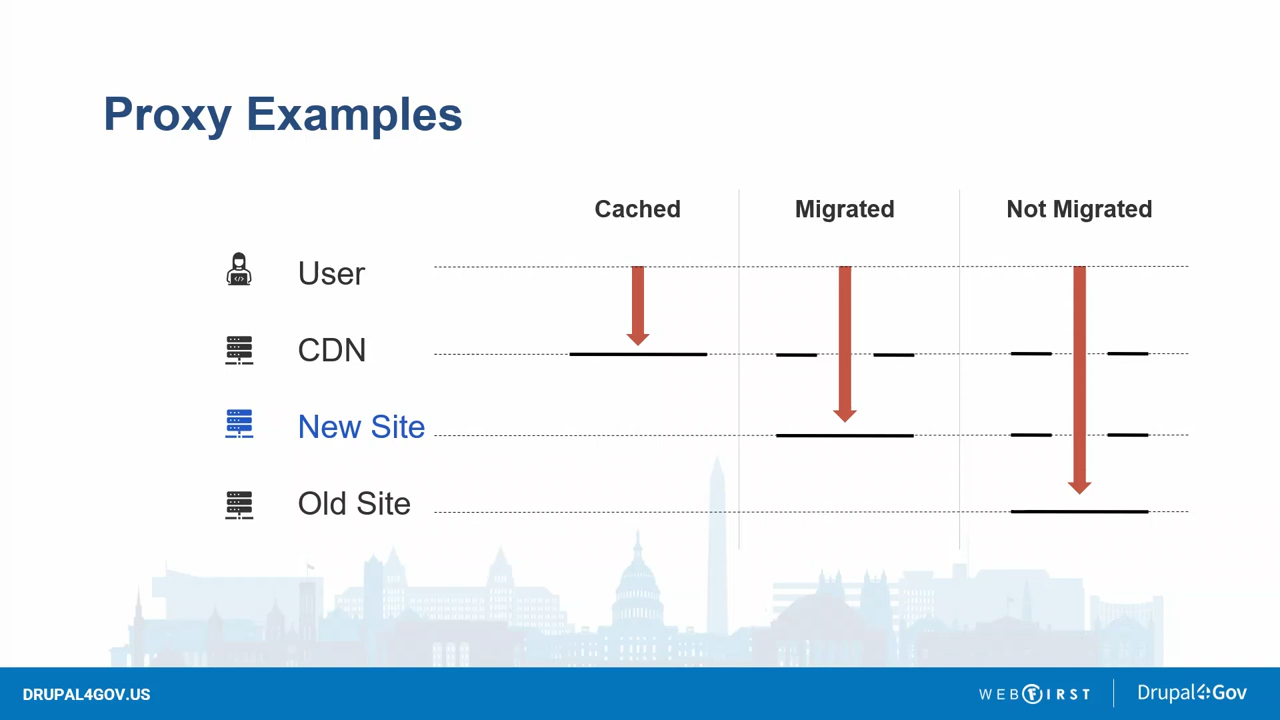 Proxy Examples
Cached
Migrated
Not Migrated
User
CDN
New Site
Old Site
DRUPAL4GOV.US
WEBFIRST
Drupal4Gov